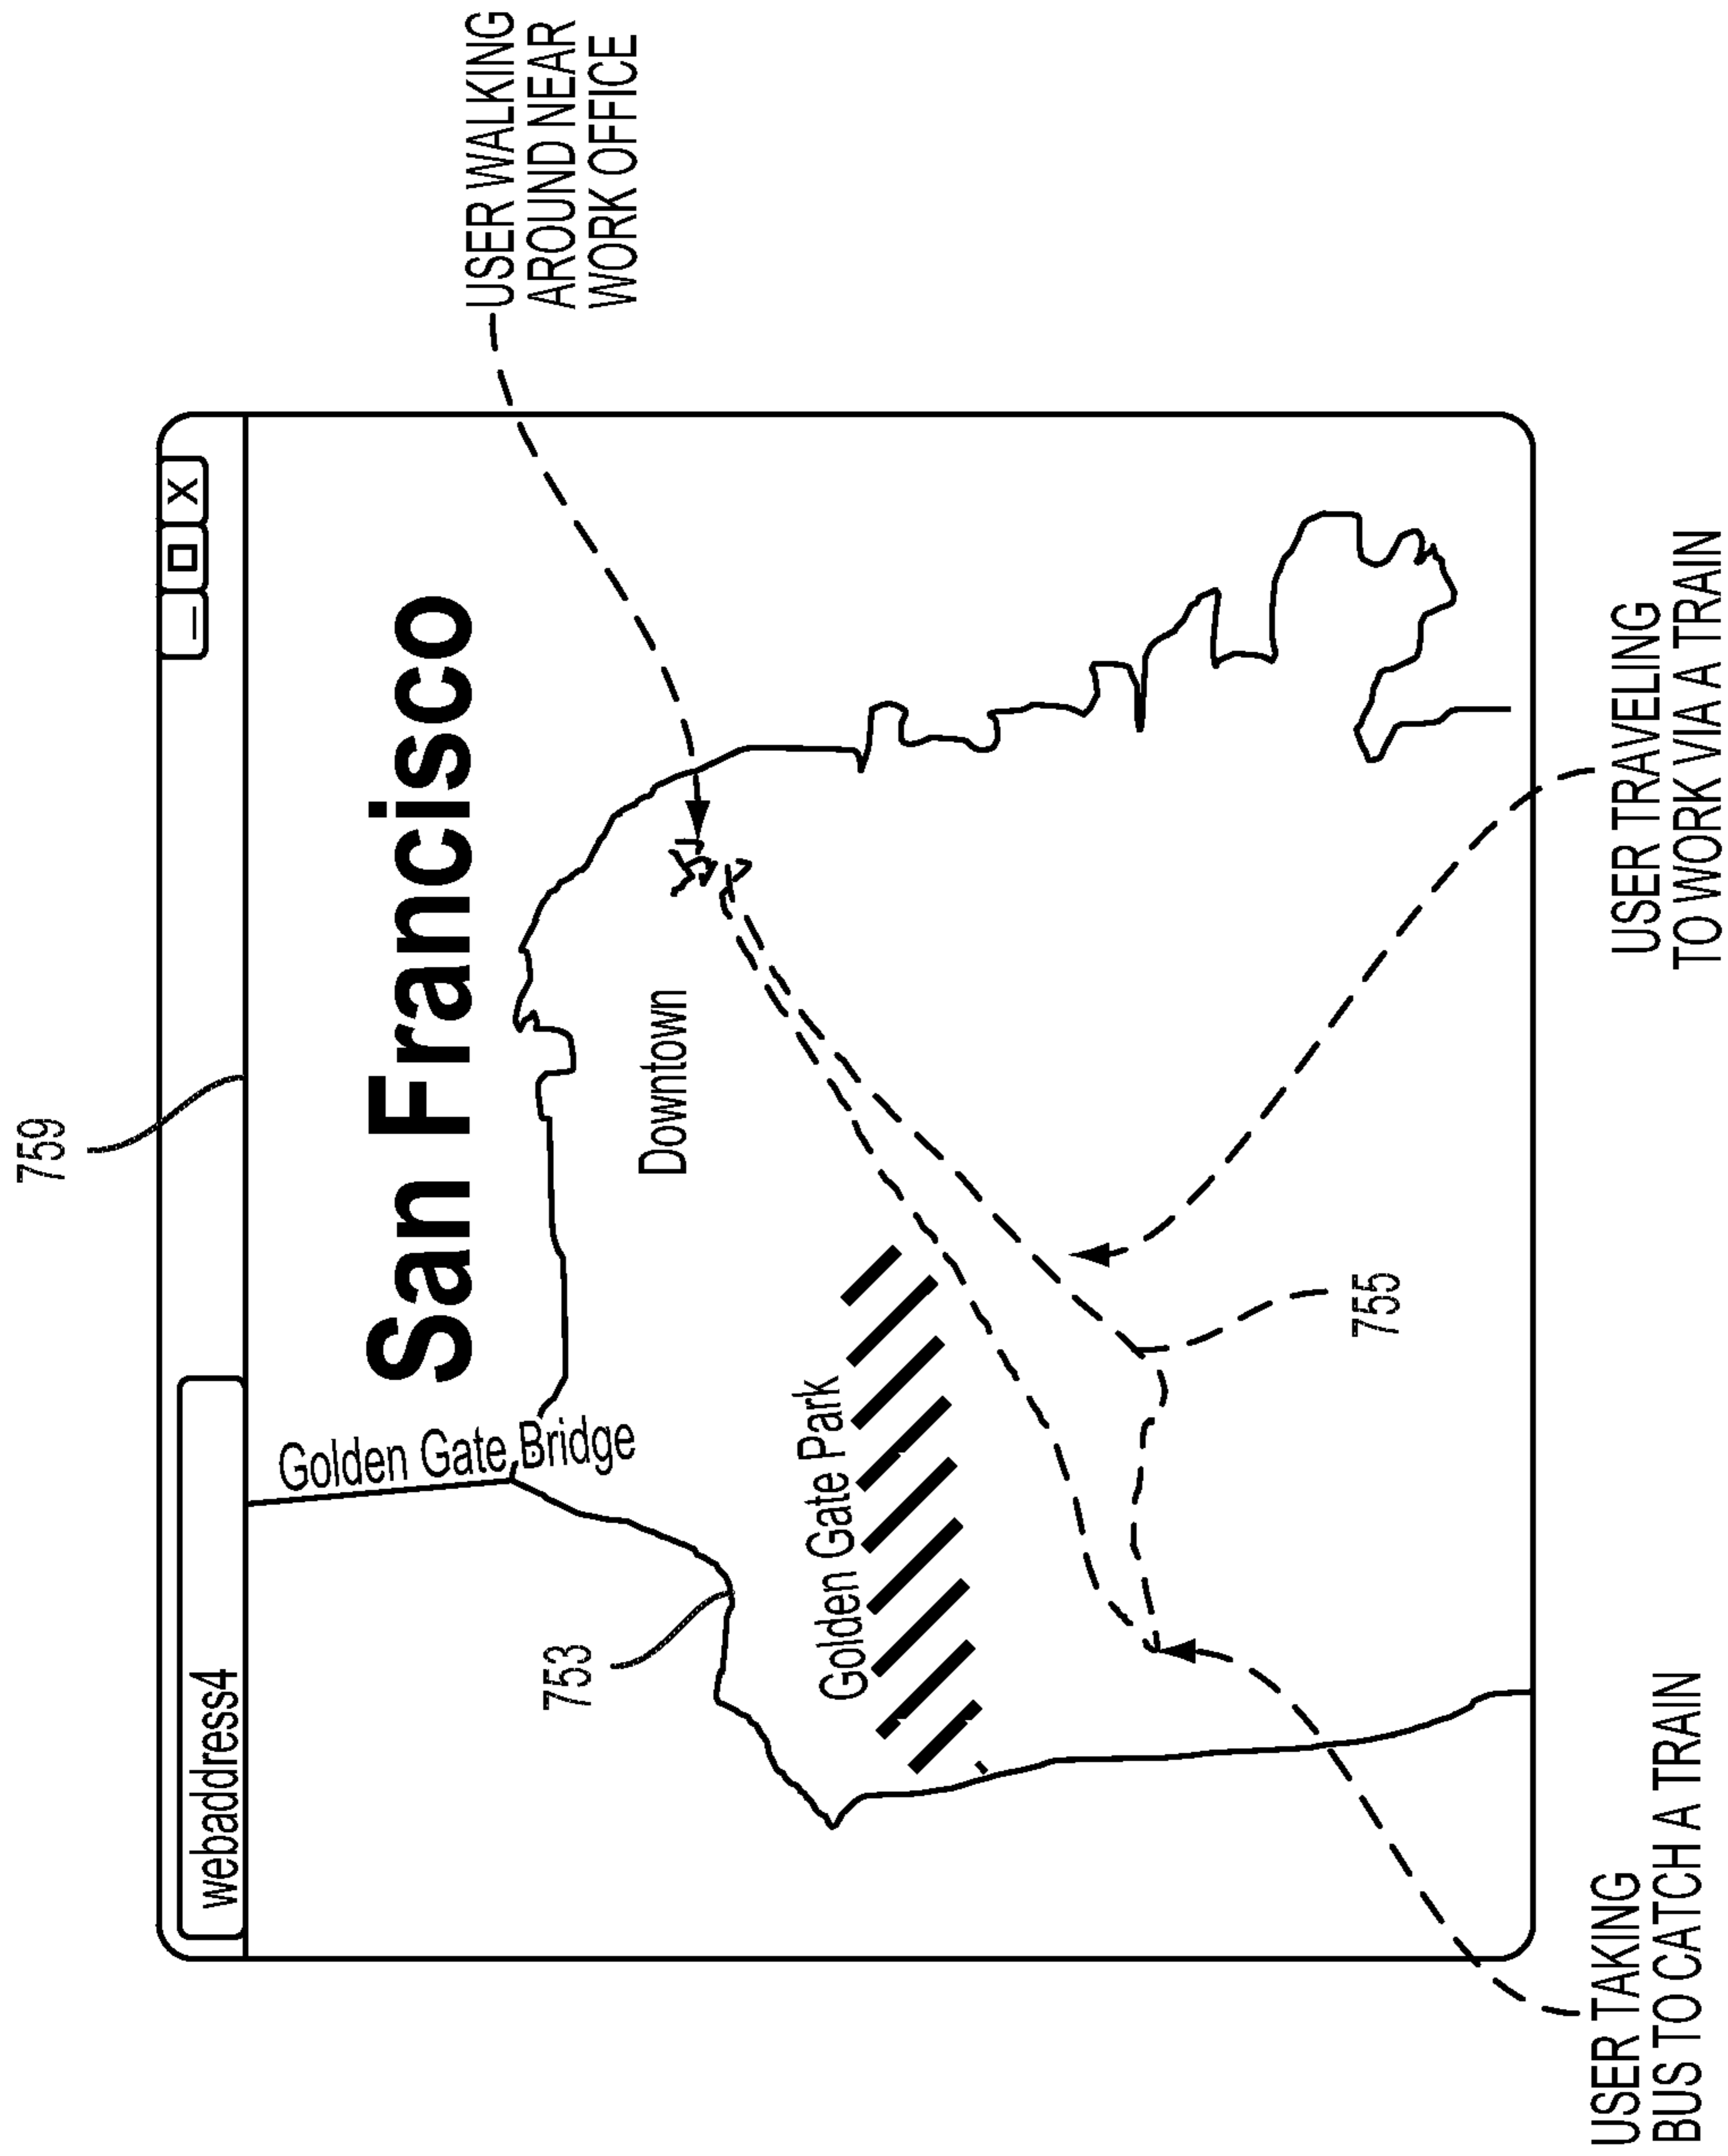 759
webaddress4
_ X
San Francisco
Golden Gate Bridge
USER WALKING
AROUND NEAR
WORK OFFICE
Downtown
753
Golden Gate Park
755
USER TAKING
BUS TO CATCH A TRAIN
USER TRAVELING
TO WORK VIA A TRAIN